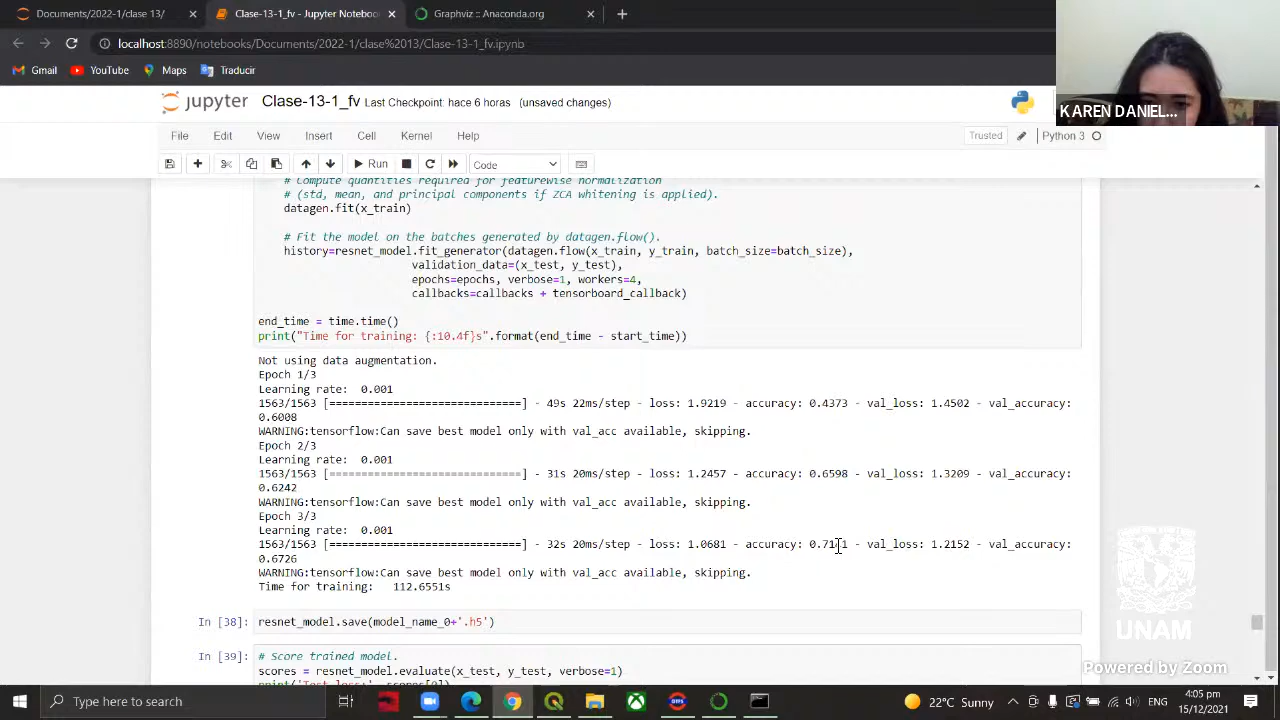 Documents/2022-1/clase 13/
Clase-13-1_fv - Jupyter Notebook
Graphviz :: Anaconda.org
localhost:8890/notebooks/Documents/2022-1/clase%2013/Clase-13-1_fv.ipynb
Gmail YouTube Maps Traducir
KAREN DANIEL...
jupyter Clase-13-1_fv Last Checkpoint: hace 6 horas (unsaved changes)
File Edit View Insert Cell Kernel Help
Trusted Python 3
Run Code
# Compute quantities required for featurewise normalization
# (std, mean, and principal components if ZCA whitening is applied).
datagen.fit(x_train)
# Fit the model on the batches generated by datagen.flow().
history=resnet_model.fit_generator(datagen.flow(x_train, y_train, batch_size=batch_size),
validation_data=(x_test, y_test),
epochs=epochs, verbose=1, workers=4,
callbacks=callbacks + tensorboard_callback)
end_time = time.time()
print("Time for training: {:10.4f}s".format(end_time - start_time))
Not using data augmentation.
Epoch 1/3
Learning rate:  0.001
1563/1563 [==============================] - 49s 22ms/step - loss: 1.9219 - accuracy: 0.4373 - val_loss: 1.4502 - val_accuracy:
0.6008
WARNING:tensorflow:Can save best model only with val_acc available, skipping.
Epoch 2/3
Learning rate:  0.001
1563/1563 [==============================] - 31s 20ms/step - loss: 1.2457 - accuracy: 0.6598 - val_loss: 1.3209 - val_accuracy:
0.6242
WARNING:tensorflow:Can save best model only with val_acc available, skipping.
Epoch 3/3
Learning rate:  0.001
1563/1563 [==============================] - 32s 20ms/step - loss: 1.0681 - accuracy: - val_loss: 1.2152 - val_accuracy:
0.6726
WARNING:tensorflow:Can save best model only with val_acc available, skipping.
Time for training:   112.6551s
In [38]: resnet_model.save(model_name_0+'.h5')
In [39]: # Score trained model.
scores = resnet_model.evaluate(x_test, y_test, verbose=1)
print('Test loss:', scores[0])
UNAM
Powered by Zoom
Type here to search
22°C Sunny ENG
4:05 pm
15/12/2021